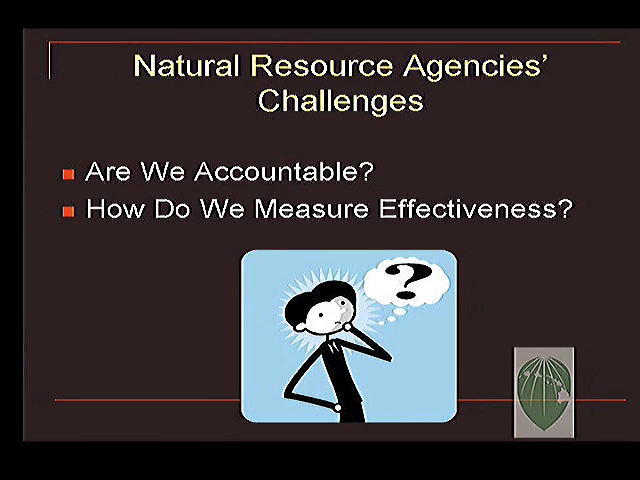 Natural Resource Agencies'
Challenges
Are We Accountable?
How Do We Measure Effectiveness?
?